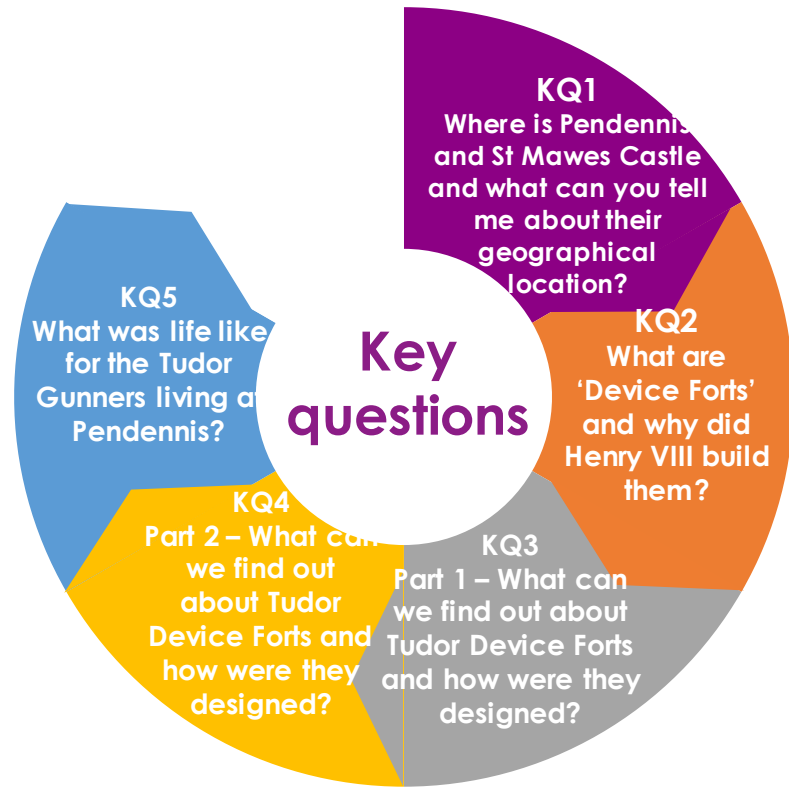 KQ1
Where is Pendennis
and St Mawes Castle
and what can you tell
me about their
geographical
location?
KQ2
What are
‘Device Forts’
and why did
Henry VIII build
them?
KQ3
Part 1 – What can
we find out about
Tudor Device Forts
and how were they
designed?
KQ4
Part 2 – What can
we find out
about Tudor
Device Forts and
how were they
designed?
KQ5
What was life like
for the Tudor
Gunners living at
Pendennis?
Key
questions